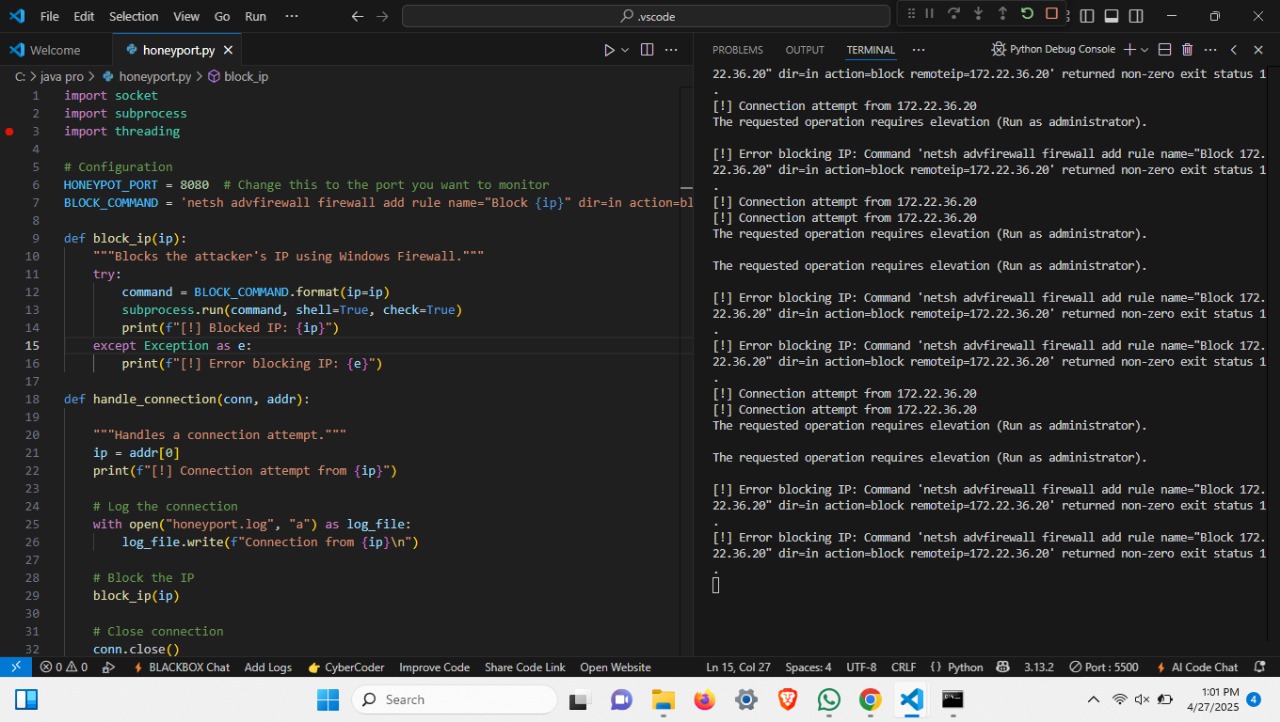 File Edit Selection View Go Run ··· .vscode
Welcome honeyport.py
C: > java pro > honeyport.py > block_ip
1 import socket
2 import subprocess
3 import threading
4
5 # Configuration
6 HONEYPOT_PORT = 8080  # Change this to the port you want to monitor
7 BLOCK_COMMAND = 'netsh advfirewall firewall add rule name="Block {ip}" dir=in action=bl
8
9 def block_ip(ip):
10 """Blocks the attacker's IP using Windows Firewall."""
11 try:
12 command = BLOCK_COMMAND.format(ip=ip)
13 subprocess.run(command, shell=True, check=True)
14 print(f"[!] Blocked IP: {ip}")
15 except Exception as e:
16 print(f"[!] Error blocking IP: {e}")
17
18 def handle_connection(conn, addr):
19
20 """Handles a connection attempt."""
21 ip = addr[0]
22 print(f"[!] Connection attempt from {ip}")
23
24 # Log the connection
25 with open("honeyport.log", "a") as log_file:
26 log_file.write(f"Connection from {ip}\n")
27
28 # Block the IP
29 block_ip(ip)
30
31 # Close connection
32 conn.close()
PROBLEMS OUTPUT TERMINAL ··· Python Debug Console
22.36.20" dir=in action=block remoteip=172.22.36.20' returned non-zero exit status 1
.
[!] Connection attempt from 172.22.36.20
The requested operation requires elevation (Run as administrator).
[!] Error blocking IP: Command 'netsh advfirewall firewall add rule name="Block 172.
22.36.20" dir=in action=block remoteip=172.22.36.20' returned non-zero exit status 1
.
[!] Connection attempt from 172.22.36.20
[!] Connection attempt from 172.22.36.20
The requested operation requires elevation (Run as administrator).
The requested operation requires elevation (Run as administrator).
[!] Error blocking IP: Command 'netsh advfirewall firewall add rule name="Block 172.
22.36.20" dir=in action=block remoteip=172.22.36.20' returned non-zero exit status 1
.
[!] Error blocking IP: Command 'netsh advfirewall firewall add rule name="Block 172.
22.36.20" dir=in action=block remoteip=172.22.36.20' returned non-zero exit status 1
.
[!] Connection attempt from 172.22.36.20
[!] Connection attempt from 172.22.36.20
The requested operation requires elevation (Run as administrator).
The requested operation requires elevation (Run as administrator).
[!] Error blocking IP: Command 'netsh advfirewall firewall add rule name="Block 172.
22.36.20" dir=in action=block remoteip=172.22.36.20' returned non-zero exit status 1
.
[!] Error blocking IP: Command 'netsh advfirewall firewall add rule name="Block 172.
22.36.20" dir=in action=block remoteip=172.22.36.20' returned non-zero exit status 1
.
0 0 BLACKBOX Chat Add Logs CyberCoder Improve Code Share Code Link Open Website Ln 15, Col 27 Spaces: 4 UTF-8 CRLF {} Python 3.13.2 Port : 5500 AI Code Chat
Search 1:01 PM
4/27/2025 4